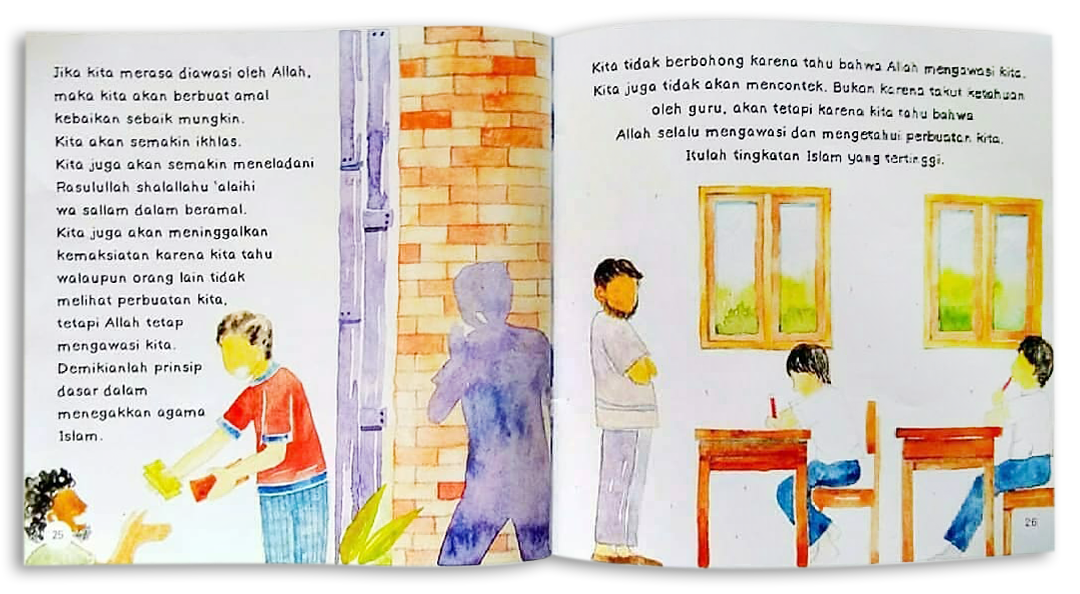 Jika kita merasa diawasi oleh Allah,
maka kita akan berbuat amal
kebaikan sebaik mungkin.
Kita akan semakin ikhlas.
Kita juga akan semakin meneladani
Rasulullah shalallahu 'alaihi
wa sallam dalam beramal.
Kita juga akan meninggalkan
kemaksiatan karena kita tahu
walaupun orang lain tidak
melihat perbuatan kita,
tetapi Allah tetap
mengawasi kita.
Demikianlah prinsip
dasar dalam
menegakkan agama
Islam.
25
Kita tidak berbohong karena tahu bahwa Allah mengawasi kita.
Kita juga tidak akan mencontek. Bukan karena takut ketahuan
oleh guru, akan tetapi karena kita tahu bahwa
Allah selalu mengawasi dan mengetahui perbuatan kita.
Itulah tingkatan Islam yang tertinggi.
26